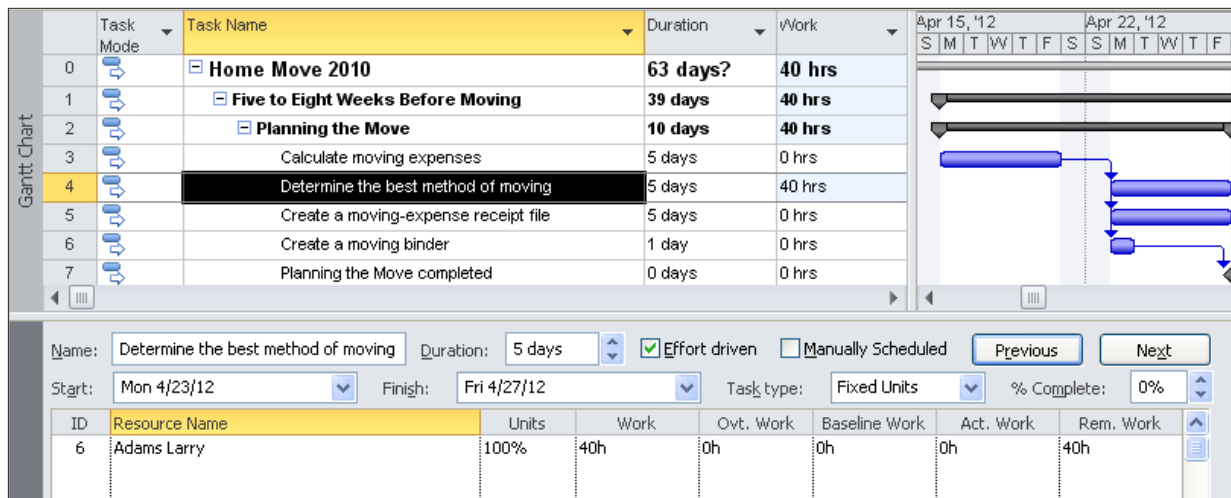 Task Mode Task Name Duration Work Apr 15, '12 Apr 22, '12
S M T W T F S S M T W T F
0 Home Move 2010 63 days? 40 hrs
1 Five to Eight Weeks Before Moving 39 days 40 hrs
2 Planning the Move 10 days 40 hrs
3 Calculate moving expenses 5 days 0 hrs
4 Determine the best method of moving 5 days 40 hrs
5 Create a moving-expense receipt file 5 days 0 hrs
6 Create a moving binder 1 day 0 hrs
7 Planning the Move completed 0 days 0 hrs
Gantt Chart
Name: Determine the best method of moving Duration: 5 days Effort driven Manually Scheduled Previous Next
Start: Mon 4/23/12 Finish: Fri 4/27/12 Task type: Fixed Units % Complete: 0%
ID Resource Name Units Work Ovt. Work Baseline Work Act. Work Rem. Work
6 Adams Larry 100% 40h 0h 0h 0h 40h